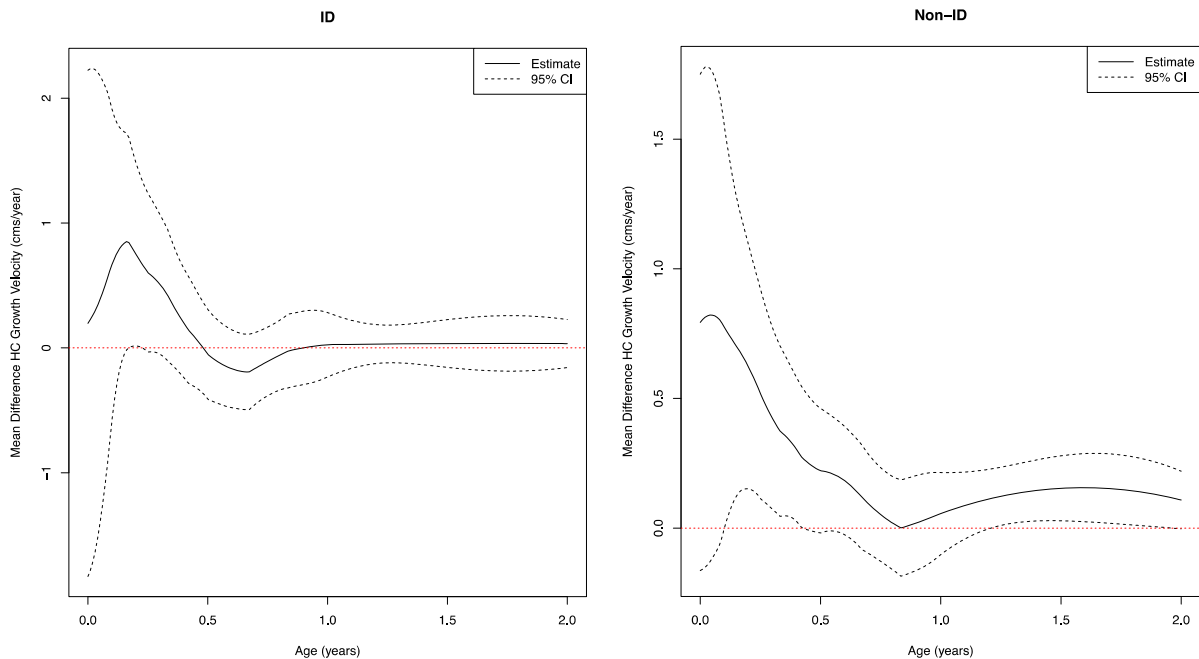 ID
Estimate
95% CI
Mean Difference HC Growth Velocity (cms/year)
2
1
0
−1
0.0 0.5 1.0 1.5 2.0
Age (years)
Non−ID
Estimate
95% CI
Mean Difference HC Growth Velocity (cms/year)
1.5
1.0
0.5
0.0
0.0 0.5 1.0 1.5 2.0
Age (years)